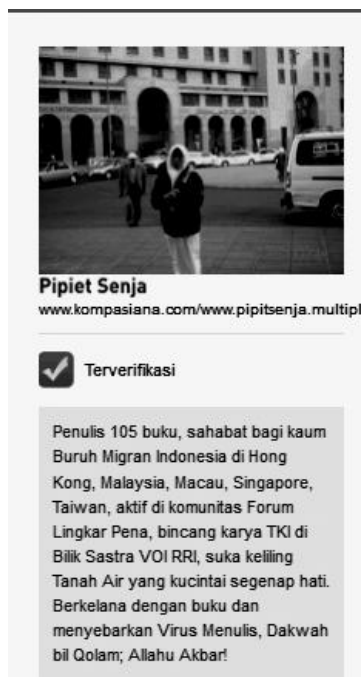 Pipiet Senja
www.kompasiana.com/www.pipitsenja.multipl
Terverifikasi
Penulis 105 buku, sahabat bagi kaum
Buruh Migran Indonesia di Hong
Kong, Malaysia, Macau, Singapore,
Taiwan, aktif di komunitas Forum
Lingkar Pena, bincang karya TKI di
Bilik Sastra VOI RRI, suka keliling
Tanah Air yang kucintai segenap hati.
Berkelana dengan buku dan
menyebarkan Virus Menulis, Dakwah
bil Qolam; Allahu Akbar!